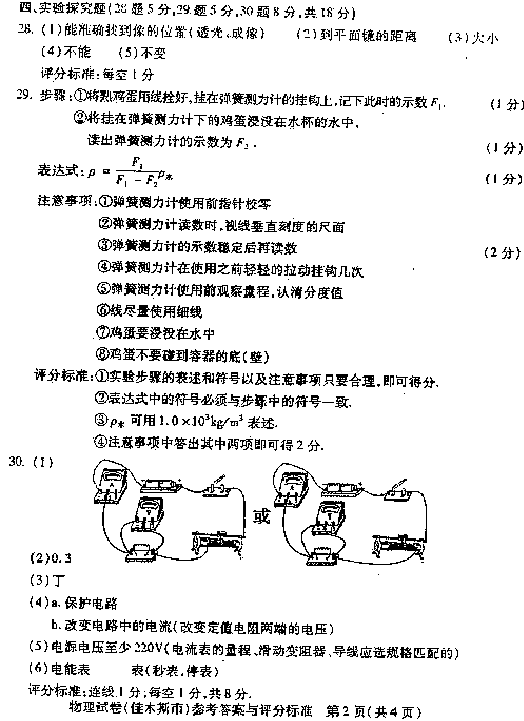 四、实验探究题(28题5分,29题5分,30题8分,共18分)
28. (1)能准确找到像的位置(透光、成像) (2)到平面镜的距离 (3)大小
(4)不能 (5)不变
评分标准:每空1分
29. 步骤:①将熟鸡蛋用线拴好,挂在弹簧测力计的挂钩上,记下此时的示数F₁. (1分)
②将挂在弹簧测力计下的鸡蛋浸没在水杯的水中,
读出弹簧测力计的示数为F₂. (1分)
表达式:ρ = F₁/(F₁ − F₂) ρ水 (1分)
注意事项:①弹簧测力计使用前指针校零
②弹簧测力计读数时,视线垂直刻度的尺面
③弹簧测力计的示数稳定后再读数 (2分)
④弹簧测力计在使用之前轻轻的拉动挂钩几次
⑤弹簧测力计使用前观察量程,认清分度值
⑥线尽量使用细线
⑦鸡蛋要浸没在水中
⑧鸡蛋不要碰到容器的底(壁)
评分标准:①实验步骤的表述和符号以及注意事项只要合理,即可得分.
②表达式中的符号必须与步骤中的符号一致.
③ρ水 可用1.0×10³kg/m³ 表述.
④注意事项中答出其中两项即可得2分.
30. (1)
或
(2)0.3
(3)丁
(4)a.保护电路
b.改变电路中的电流(改变定值电阻两端的电压)
(5)电源电压至少220V(电流表的量程、滑动变阻器、导线应选规格匹配的)
(6)电能表 表(秒表,停表)
评分标准:连线1分;每空1分,共8分.
物理试卷(佳木斯市)参考答案与评分标准 第2页(共4页)